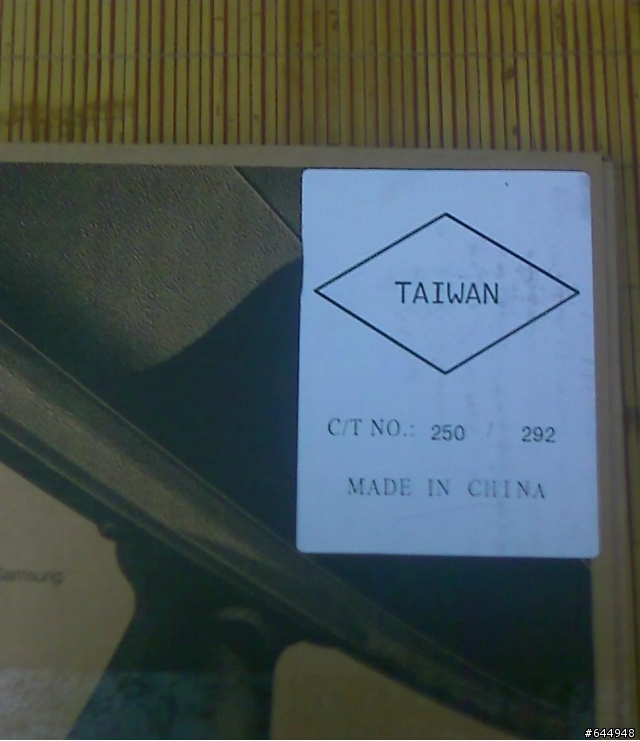 TAIWAN
C/T NO.: 250 / 292
MADE IN CHINA
Samsung
#644948